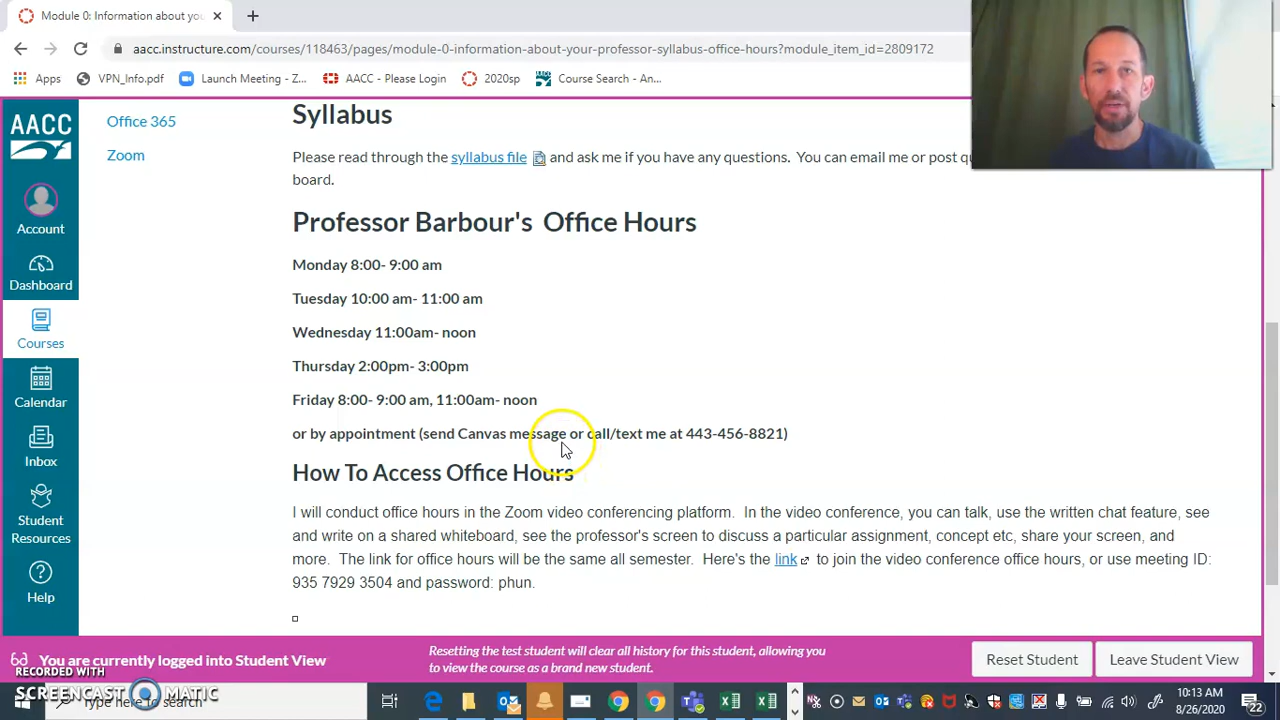 Module 0: Information about you
aacc.instructure.com/courses/118463/pages/module-0-information-about-your-professor-syllabus-office-hours?module_item_id=2809172
Apps VPN_Info.pdf Launch Meeting - Z... AACC - Please Login 2020sp Course Search - An...
AACC
Account
Dashboard
Courses
Calendar
Inbox
Student
Resources
Help
Office 365
Zoom
Syllabus
Please read through the syllabus file and ask me if you have any questions. You can email me or post
board.
Professor Barbour's Office Hours
Monday 8:00- 9:00 am
Tuesday 10:00 am- 11:00 am
Wednesday 11:00am- noon
Thursday 2:00pm- 3:00pm
Friday 8:00- 9:00 am, 11:00am- noon
or by appointment (send Canvas message or call/text me at 443-456-8821)
How To Access Office Hours
I will conduct office hours in the Zoom video conferencing platform. In the video conference, you can talk, use the written chat feature, see
and write on a shared whiteboard, see the professor's screen to discuss a particular assignment, concept etc, share your screen, and
more. The link for office hours will be the same all semester. Here's the link to join the video conference office hours, or use meeting ID:
935 7929 3504 and password: phun.
You are currently logged into Student View
Resetting the test student will clear all history for this student, allowing you
to view the course as a brand new student.
Reset Student
Leave Student View
RECORDED WITH
SCREENCAST MATIC
Type here to search
10:13 AM
8/26/2020
22